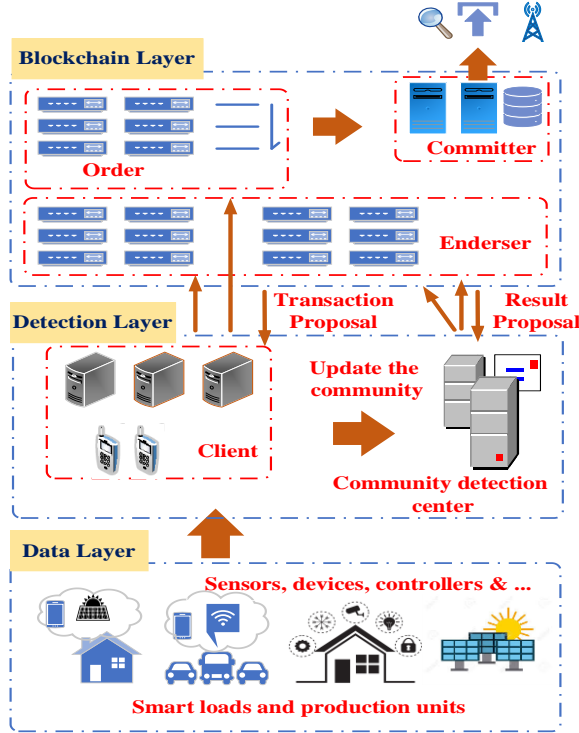 Blockchain Layer
Order
Committer
Enderser
Transaction
Proposal
Result
Proposal
Detection Layer
Update the
community
Client
Community detection
center
Data Layer
Sensors, devices, controllers & ...
Smart loads and production units